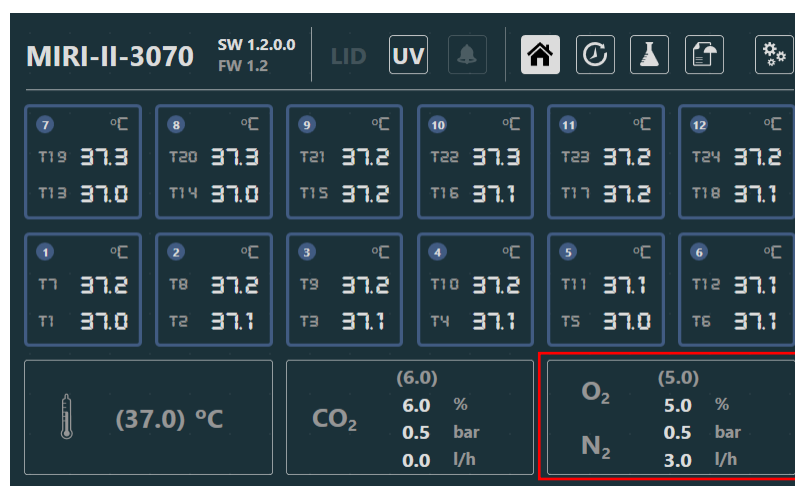 MIRI-II-3070 SW 1.2.0.0 LID UV
FW 1.2
7 °C 8 °C 9 °C 10 °C 11 °C 12 °C
T19 37.3 T20 37.3 T21 37.2 T22 37.3 T23 37.2 T24 37.2
T13 37.0 T14 37.0 T15 37.2 T16 37.1 T17 37.2 T18 37.1
1 °C 2 °C 3 °C 4 °C 5 °C 6 °C
T7 37.2 T8 37.2 T9 37.2 T10 37.2 T11 37.1 T12 37.1
T1 37.0 T2 37.1 T3 37.1 T4 37.1 T5 37.0 T6 37.1
(37.0) °C
CO₂
(6.0)
6.0 %
0.5 bar
0.0 l/h
O₂
N₂
(5.0)
5.0 %
0.5 bar
3.0 l/h